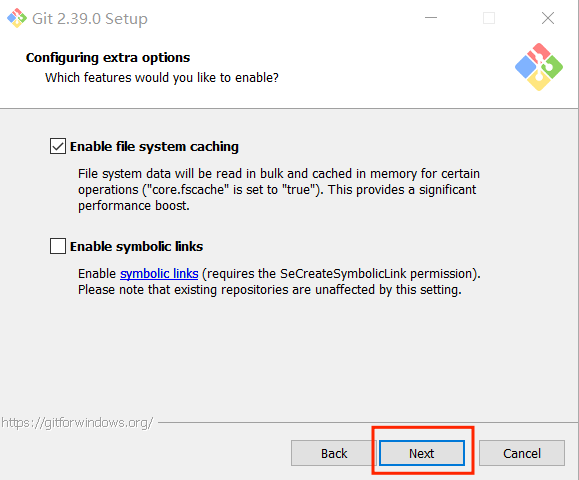 Git 2.39.0 Setup
Configuring extra options
Which features would you like to enable?
Enable file system caching
File system data will be read in bulk and cached in memory for certain
operations ("core.fscache" is set to "true"). This provides a significant
performance boost.
Enable symbolic links
Enable symbolic links (requires the SeCreateSymbolicLink permission).
Please note that existing repositories are unaffected by this setting.
https://gitforwindows.org/
Back Next Cancel